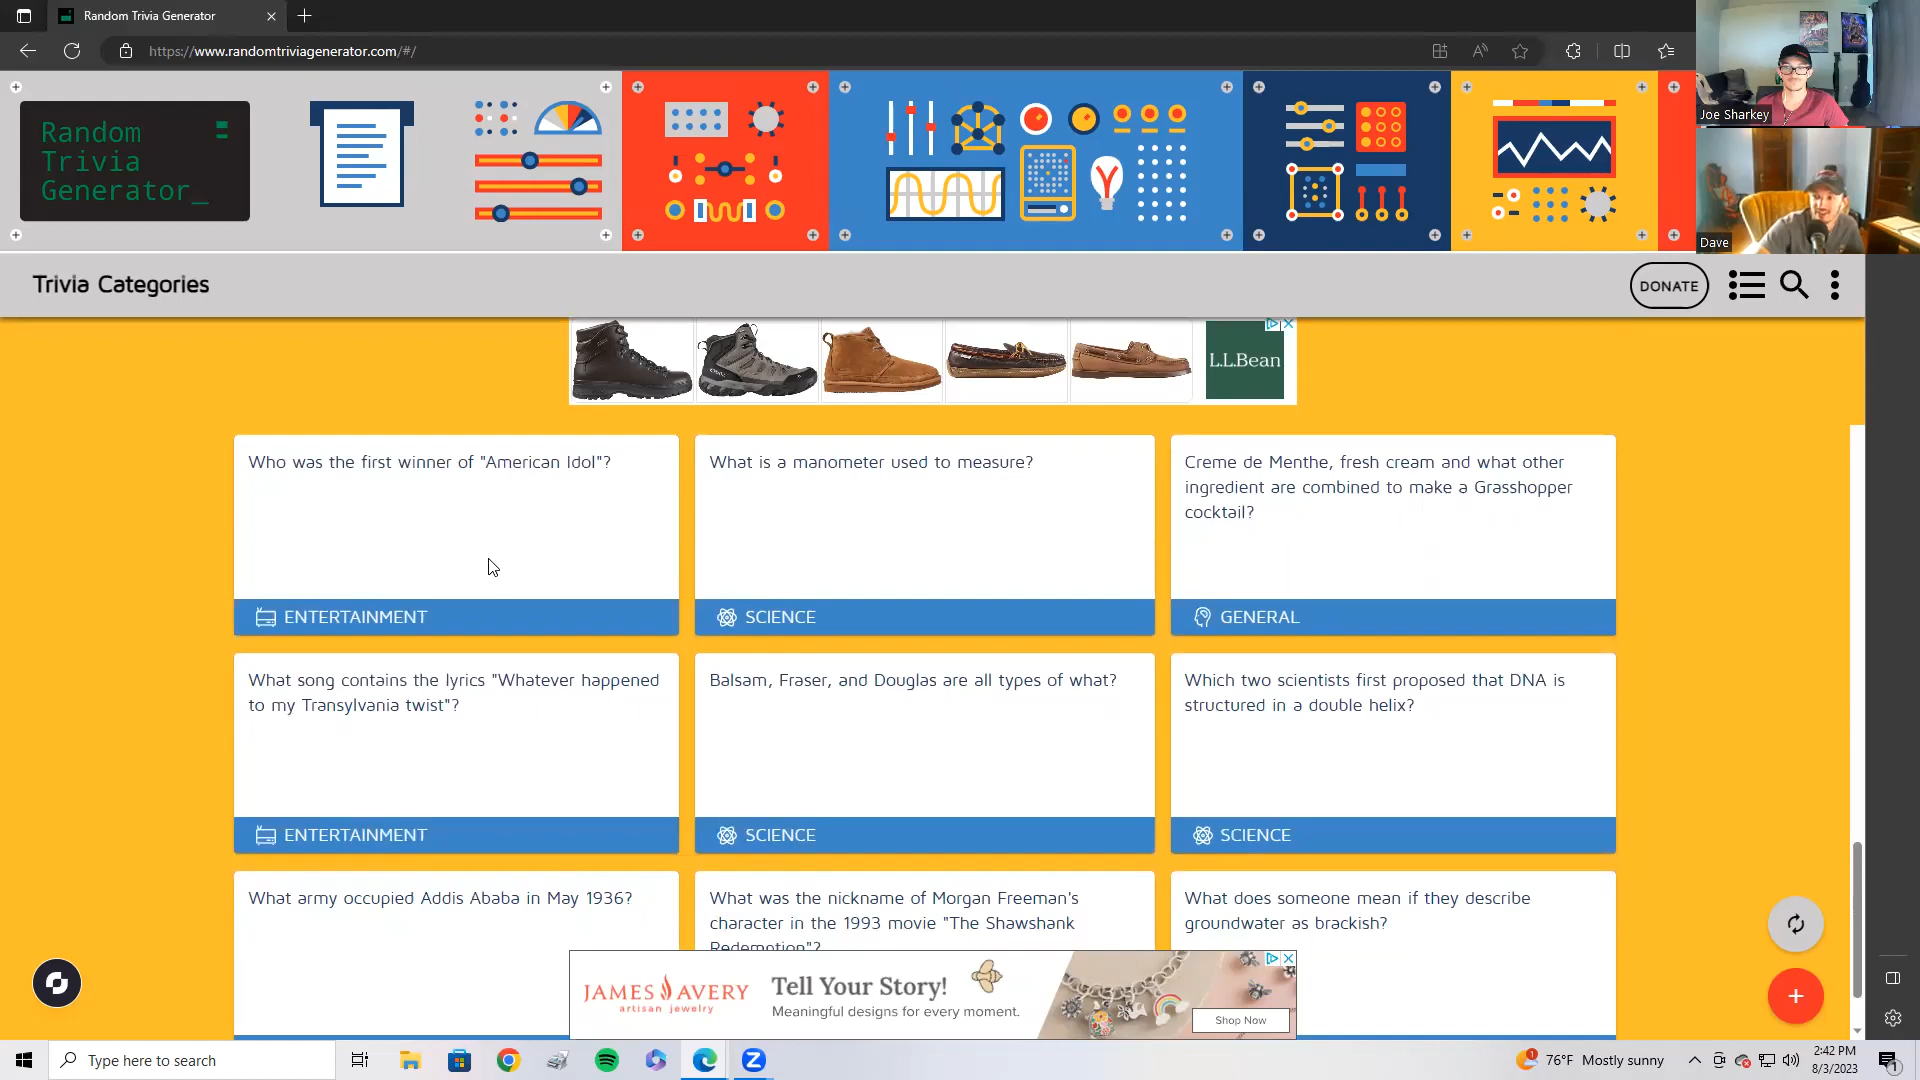 Random Trivia Generator
https://www.randomtriviagenerator.com/#/
Joe Sharkey
Random
Trivia
Generator_
Dave
Trivia Categories
DONATE
L.L.Bean
Who was the first winner of "American Idol"?
ENTERTAINMENT
What is a manometer used to measure?
SCIENCE
Creme de Menthe, fresh cream and what other
ingredient are combined to make a Grasshopper
cocktail?
GENERAL
What song contains the lyrics "Whatever happened
to my Transylvania twist"?
ENTERTAINMENT
Balsam, Fraser, and Douglas are all types of what?
SCIENCE
Which two scientists first proposed that DNA is
structured in a double helix?
SCIENCE
What army occupied Addis Ababa in May 1936?
What was the nickname of Morgan Freeman's
character in the 1993 movie "The Shawshank
Redemption"?
What does someone mean if they describe
groundwater as brackish?
JAMES AVERY
artisan jewelry
Tell Your Story!
Meaningful designs for every moment.
Shop Now
Type here to search
76°F Mostly sunny
2:42 PM
8/3/2023